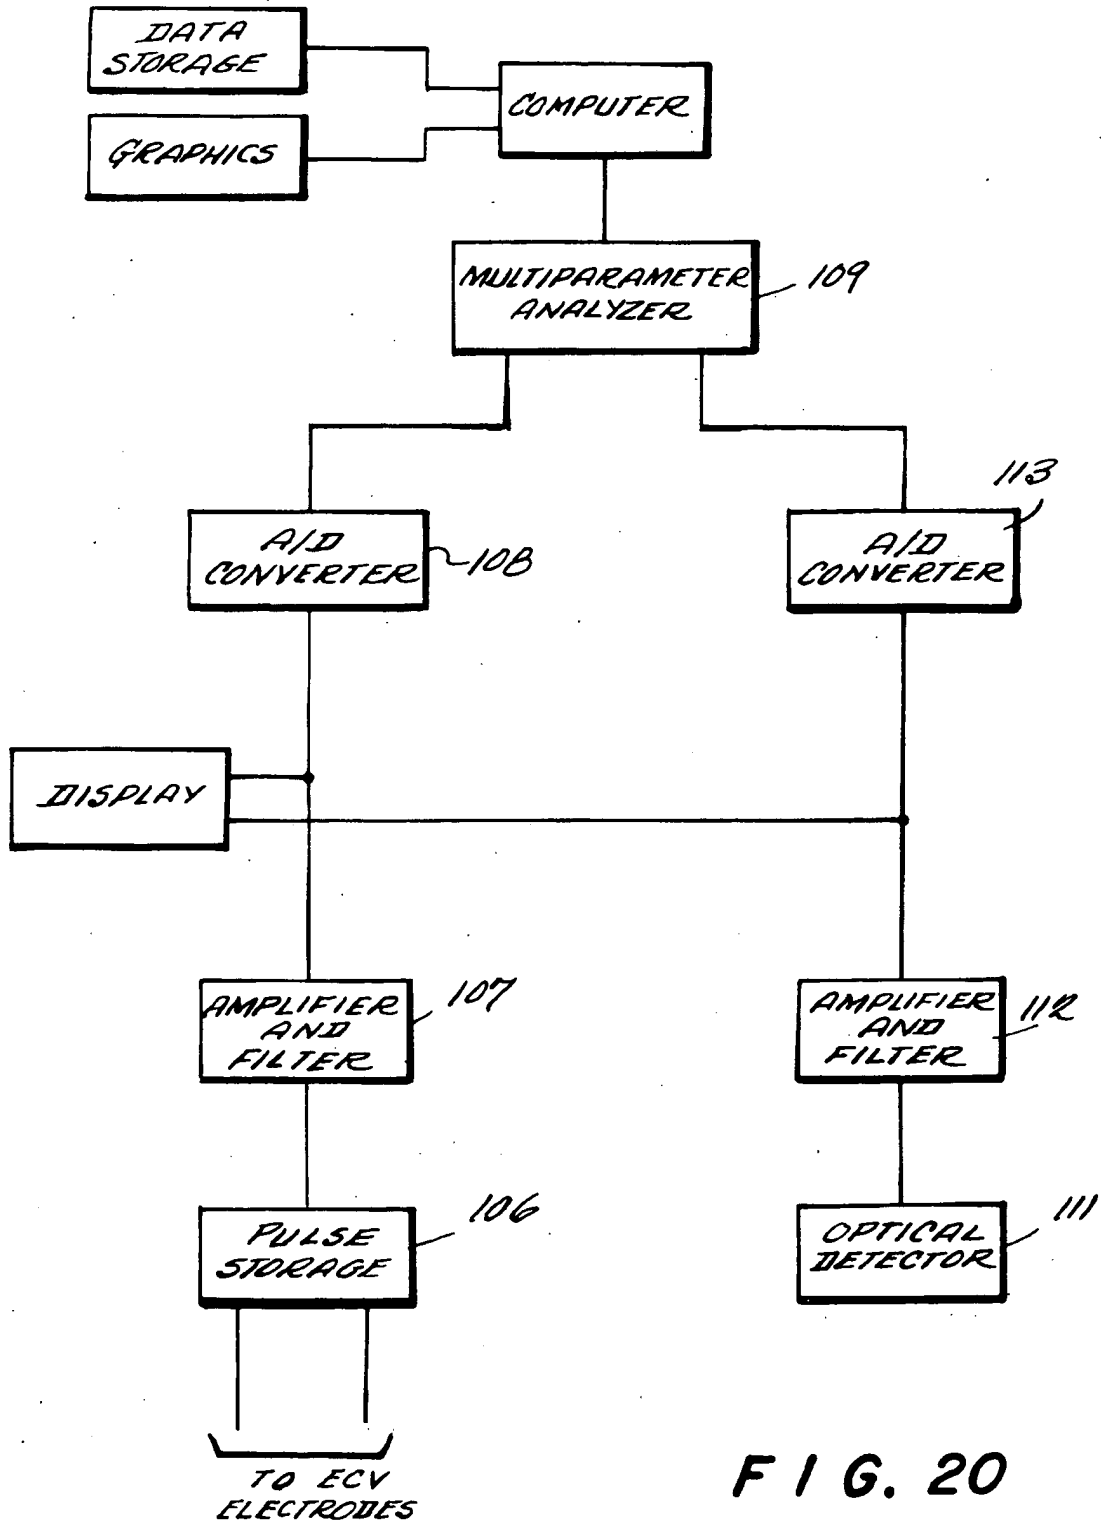 DATA
STORAGE
COMPUTER
GRAPHICS
MULTIPARAMETER
ANALYZER
109
113
A/D
CONVERTER
108
A/D
CONVERTER
DISPLAY
AMPLIFIER
AND
FILTER
107
AMPLIFIER
AND
FILTER
112
PULSE
STORAGE
106
OPTICAL
DETECTOR
111
TO ECV
ELECTRODES
FIG. 20